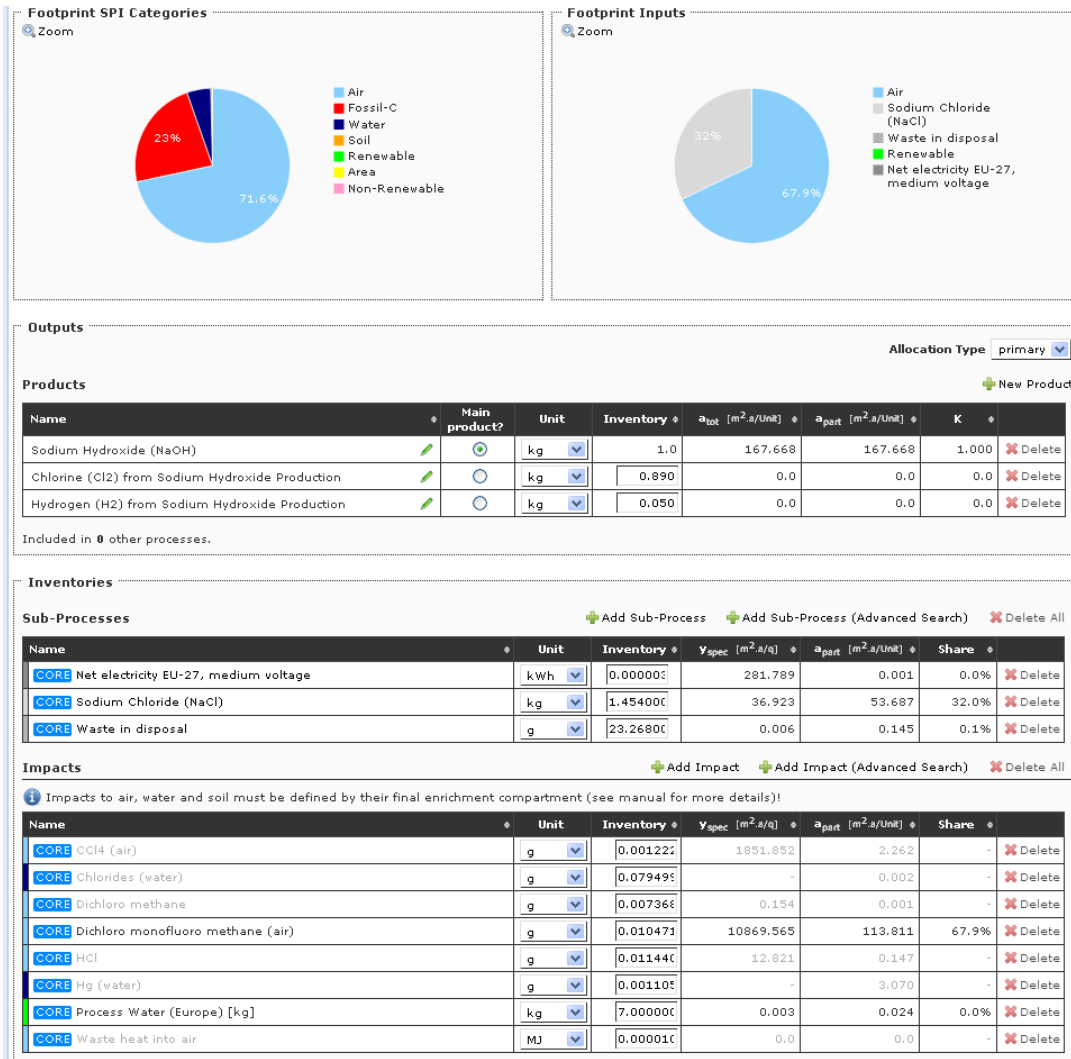 Footprint SPI Categories
Zoom
23%
71.6%
Air
Fossil-C
Water
Soil
Renewable
Area
Non-Renewable
Footprint Inputs
Zoom
32%
67.9%
Air
Sodium Chloride
(NaCl)
Waste in disposal
Renewable
Net electricity EU-27,
medium voltage
Outputs
Allocation Type primary
Products New Product
Name Main product? Unit Inventory a_tot [m².a/Unit] a_part [m².a/Unit] K
Sodium Hydroxide (NaOH) kg 1.0 167.668 167.668 1.000 Delete
Chlorine (Cl2) from Sodium Hydroxide Production kg 0.890 0.0 0.0 0.0 Delete
Hydrogen (H2) from Sodium Hydroxide Production kg 0.050 0.0 0.0 0.0 Delete
Included in 0 other processes.
Inventories
Sub-Processes Add Sub-Process Add Sub-Process (Advanced Search) Delete All
Name Unit Inventory y_spec [m².a/q] a_part [m².a/Unit] Share
CORE Net electricity EU-27, medium voltage kWh 281.789 0.001 0.0% Delete
CORE Sodium Chloride (NaCl) kg 36.923 53.687 32.0% Delete
CORE Waste in disposal g 0.006 0.145 0.1% Delete
Impacts Add Impact Add Impact (Advanced Search) Delete All
Impacts to air, water and soil must be defined by their final enrichment compartment (see manual for more details)!
Name Unit Inventory y_spec [m².a/q] a_part [m².a/Unit] Share
CORE CCl4 (air) g 0.001222 1851.852 2.262 - Delete
CORE Chlorides (water) g 0.079499 - 0.002 - Delete
CORE Dichloro methane g 0.007368 0.154 0.001 - Delete
CORE Dichloro monofluoro methane (air) g 0.010471 10869.565 113.811 67.9% Delete
CORE HCl g 12.821 0.147 - Delete
CORE Hg (water) g 0.001105 - 3.070 - Delete
CORE Process Water (Europe) [kg] kg 0.003 0.024 0.0% Delete
CORE Waste heat into air MJ 0.0 0.0 - Delete